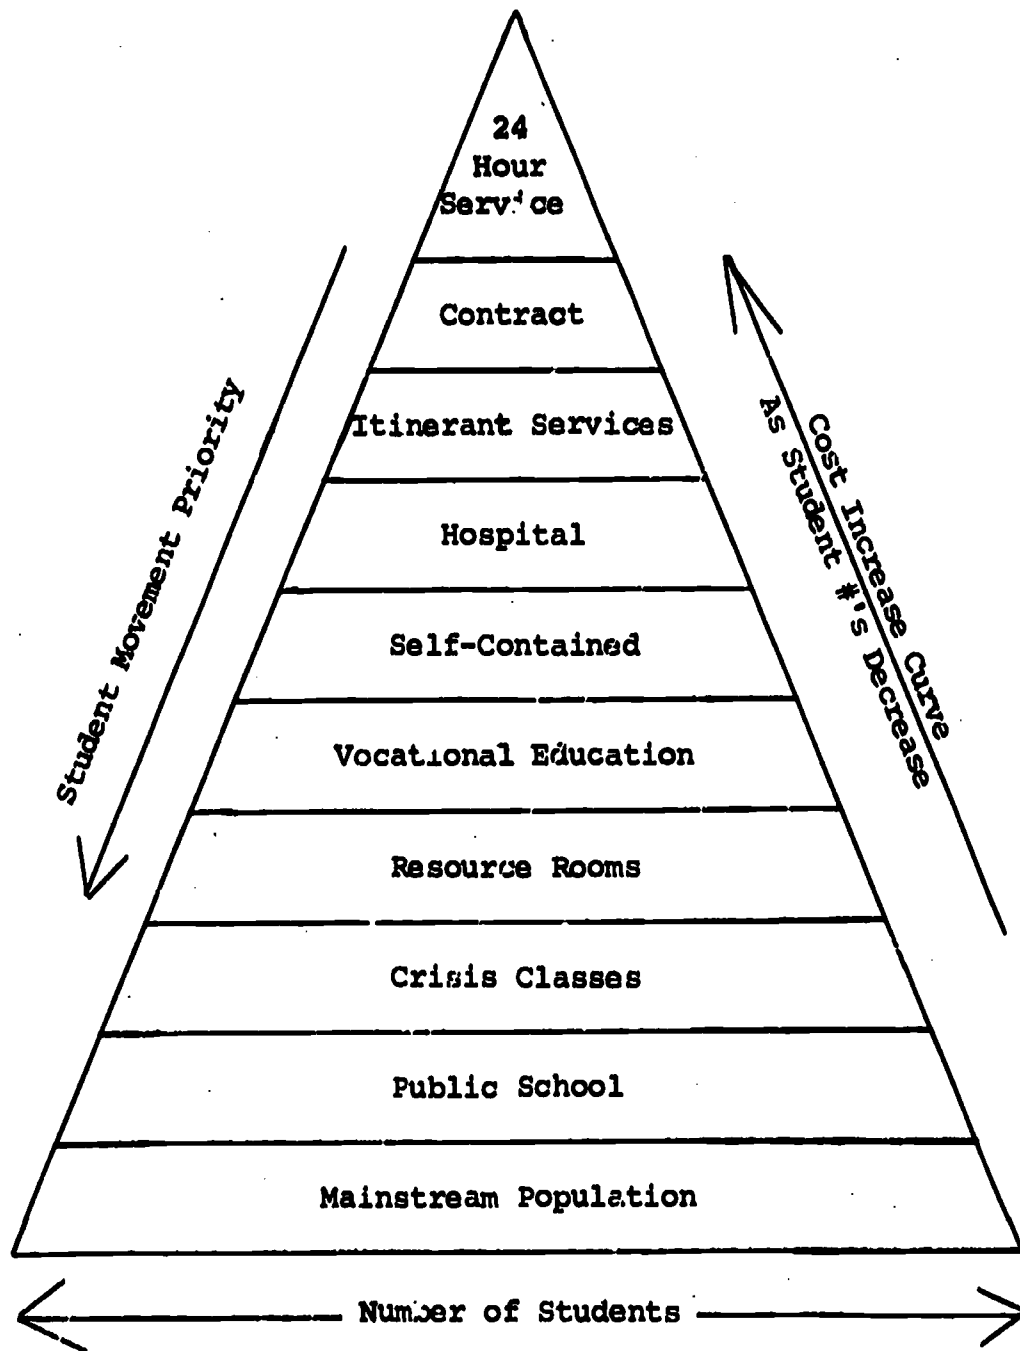 24
Hour
Service
Contract
Itinerant Services
Hospital
Self-Contained
Vocational Education
Resource Rooms
Crisis Classes
Public School
Mainstream Population
Student Movement Priority
Cost Increase Curve
As Student #'s Decrease
Number of Students